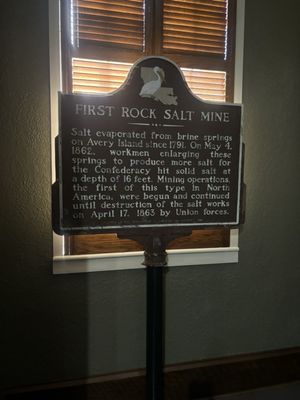 FIRST ROCK SALT MINE
Salt evaporated from brine springs
on Avery Island since 1791. On May 4,
1862, workmen enlarging these
springs to produce more salt for
the Confederacy hit solid salt at
a depth of 16 feet. Mining operations,
the first of this type in North
America, were begun and continued
until destruction of the salt works
on April 17, 1863 by Union forces.